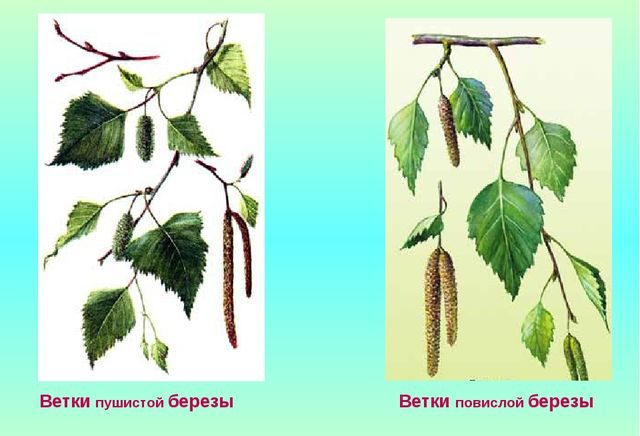 Ветки пушистой березы
Ветки повислой березы